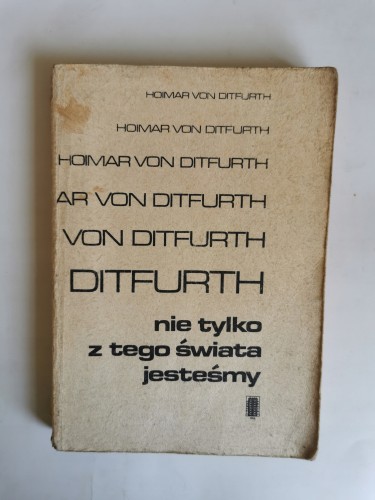 HOIMAR VON DITFURTH
HOIMAR VON DITFURTH
HOIMAR VON DITFURTH
AR VON DITFURTH
VON DITFURTH
DITFURTH
nie tylko
z tego świata
jesteśmy